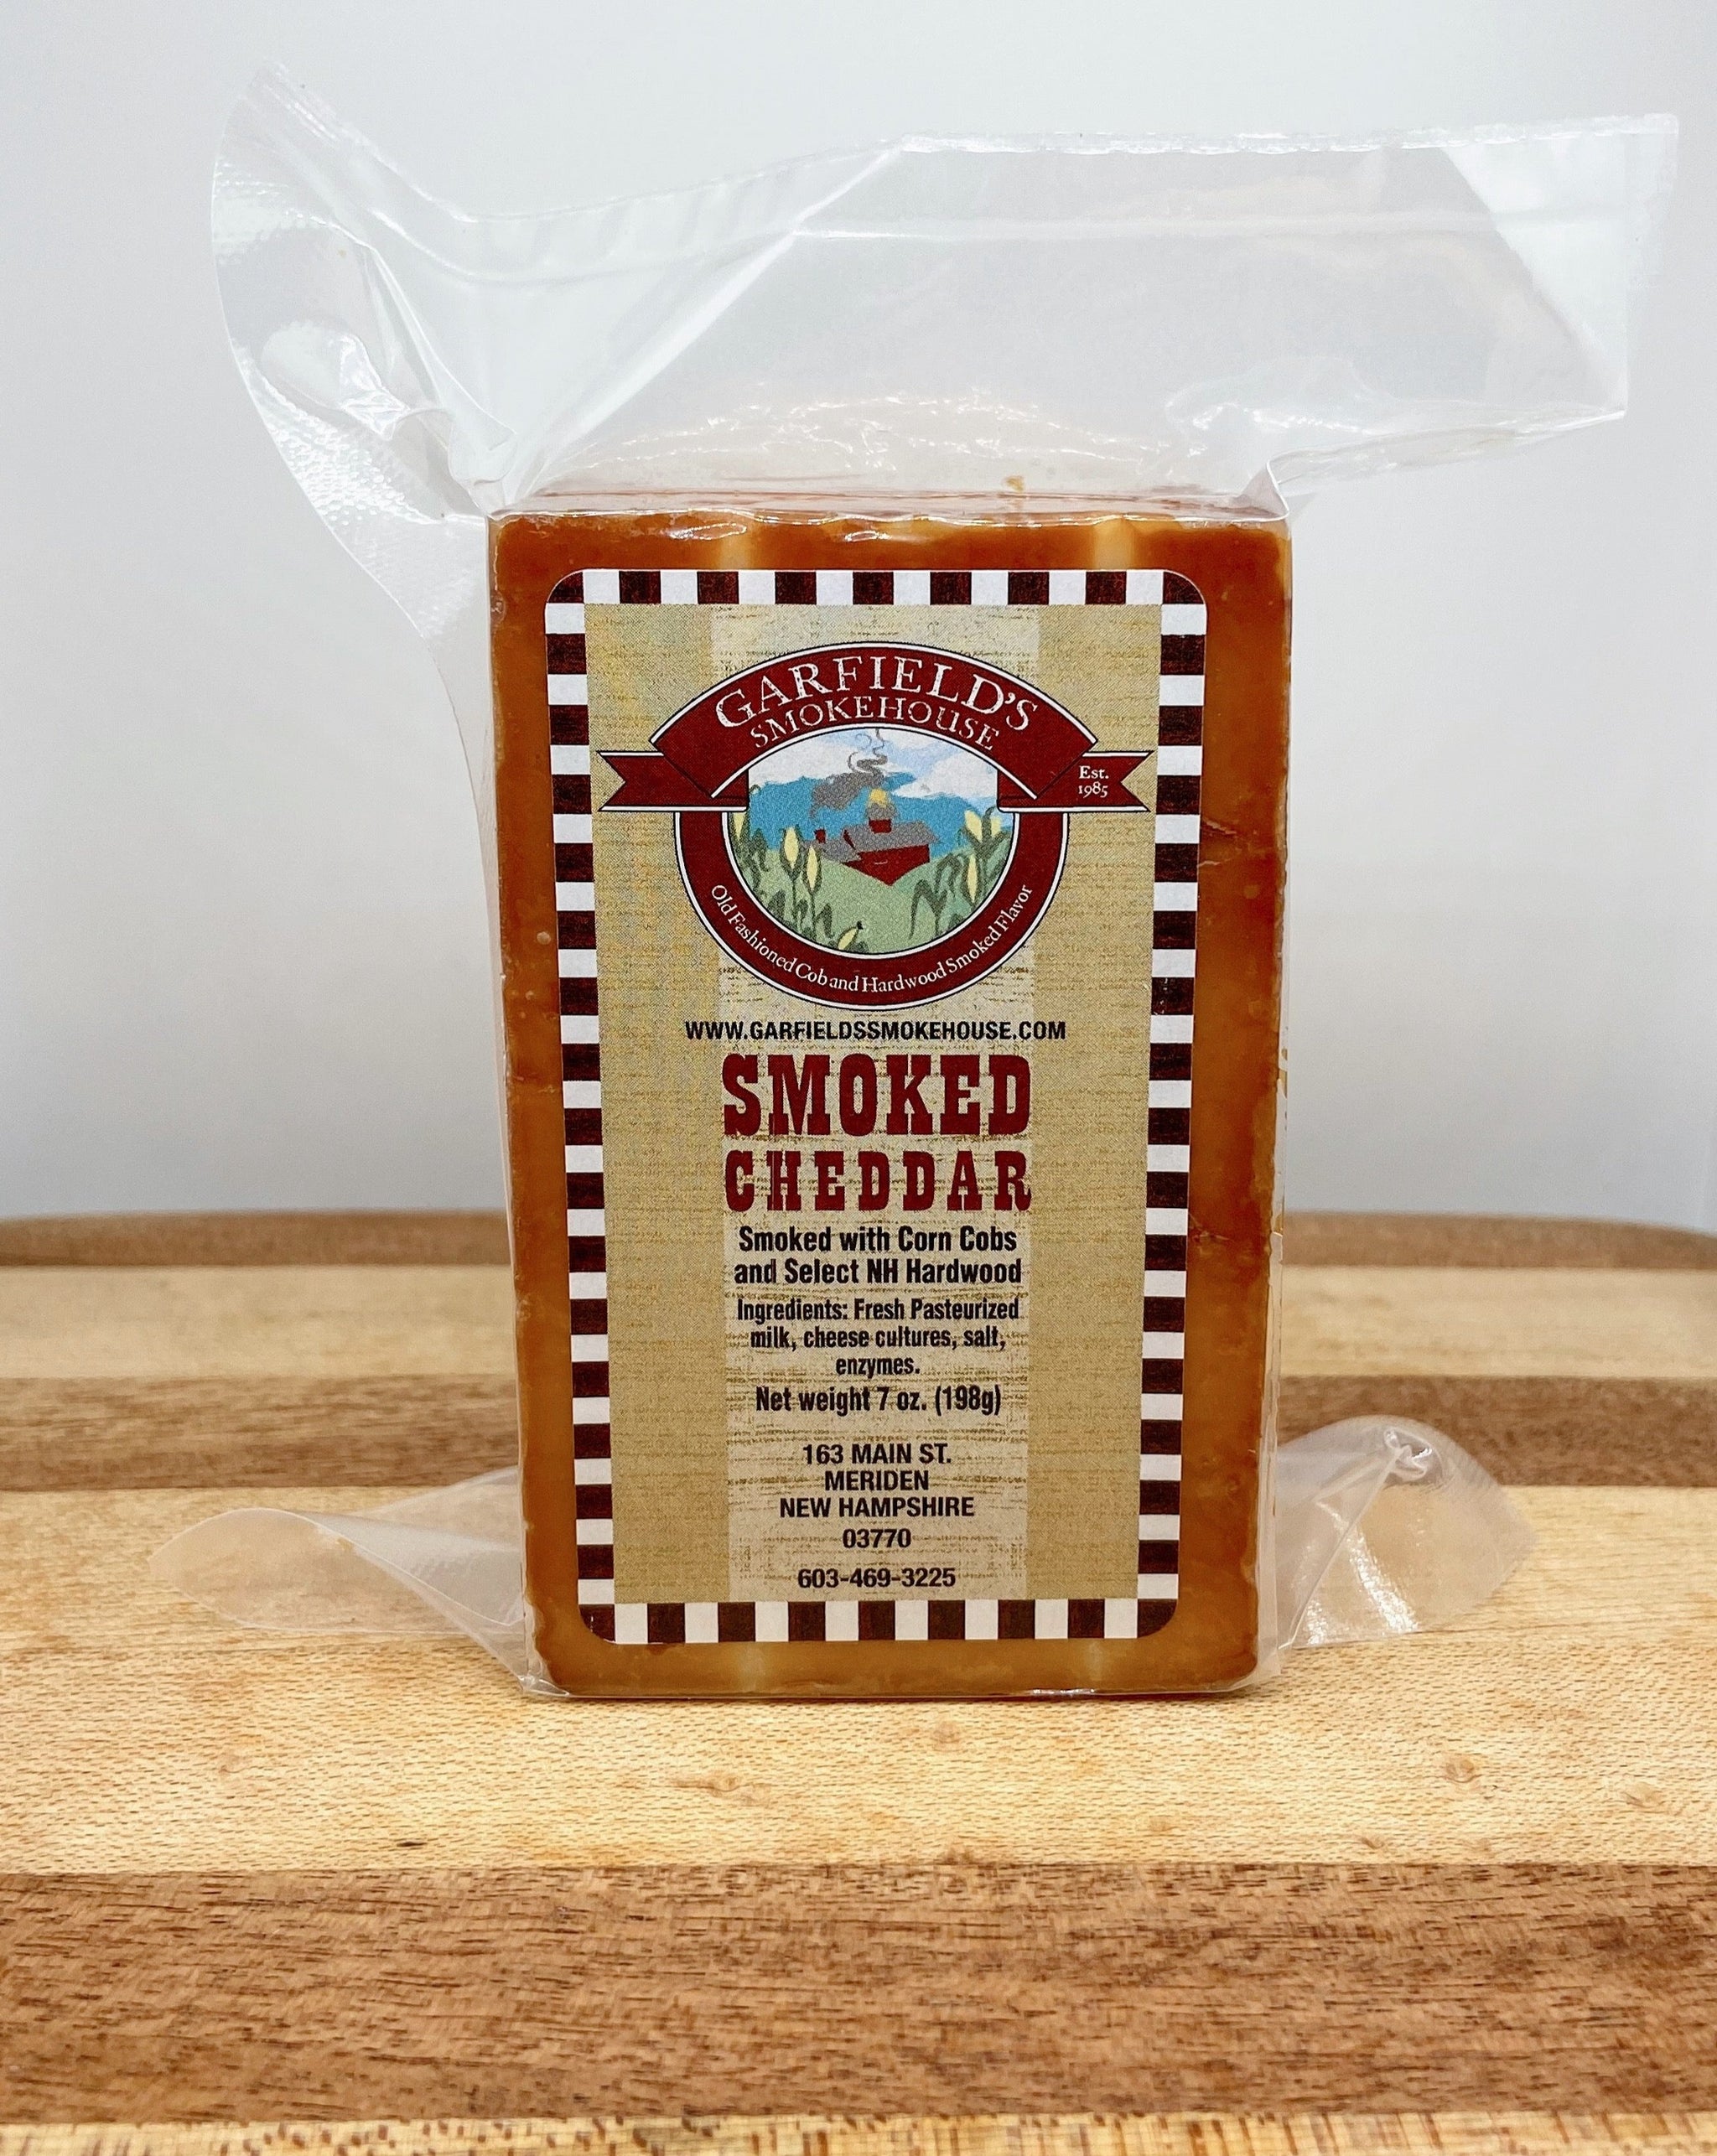 GARFIELD'S
SMOKEHOUSE
Est.
1985
Old Fashioned Cob and Hardwood Smoked Flavor
WWW.GARFIELDSSMOKEHOUSE.COM
SMOKED
CHEDDAR
Smoked with Corn Cobs
and Select NH Hardwood
Ingredients: Fresh Pasteurized
milk, cheese cultures, salt,
enzymes.
Net weight 7 oz. (198g)
163 MAIN ST.
MERIDEN
NEW HAMPSHIRE
03770
603-469-3225